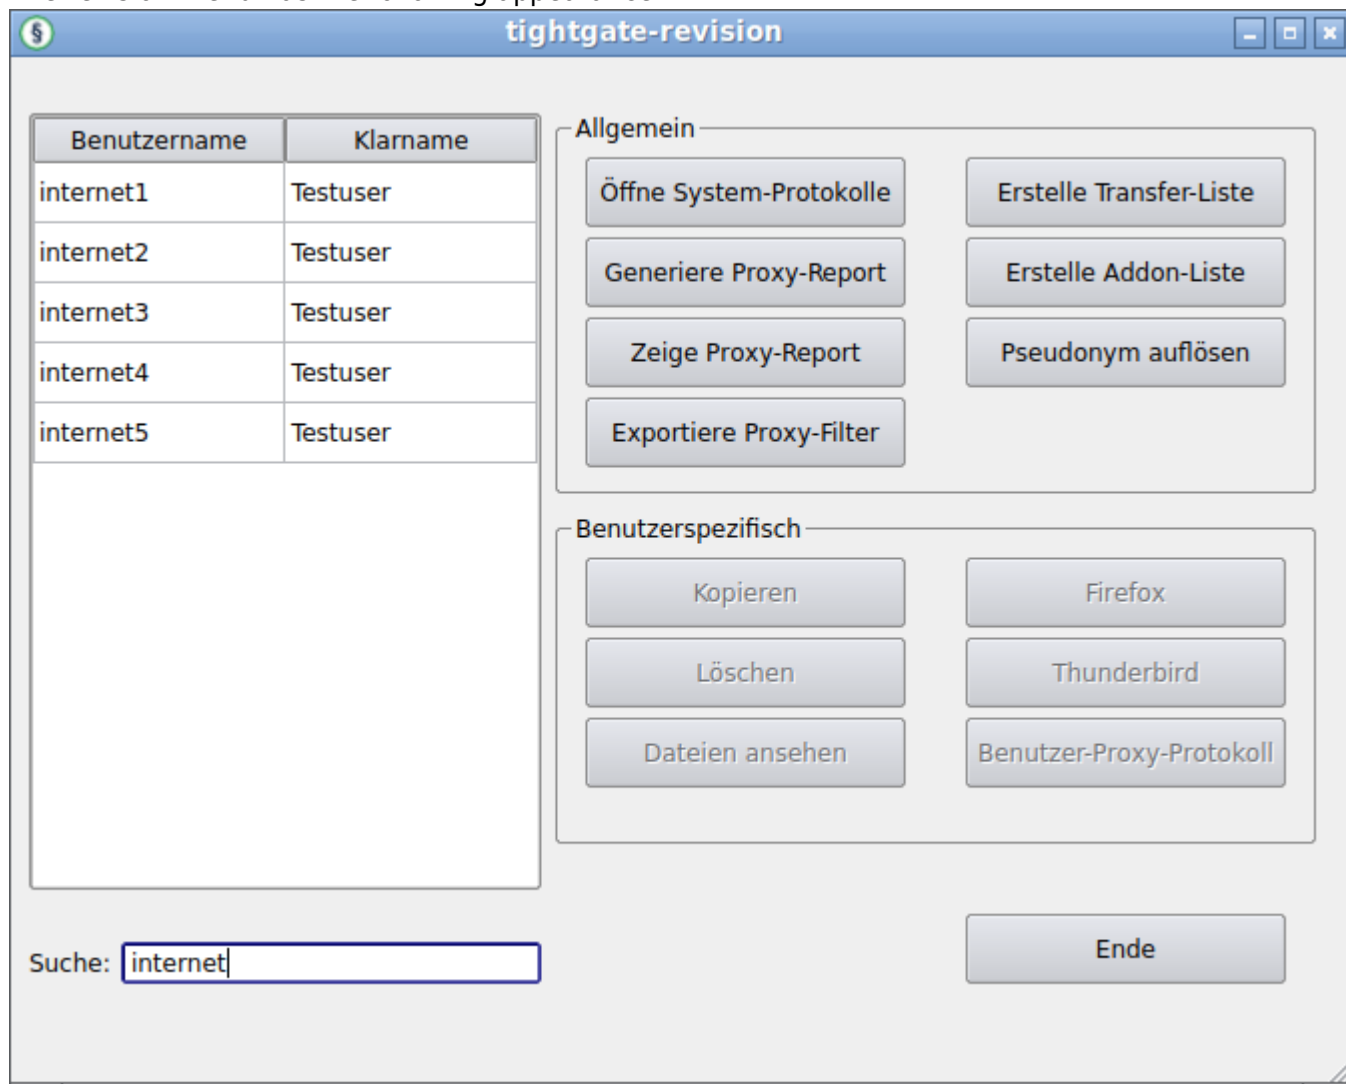 tightgate-revision
Benutzername Klarname
internet1 Testuser
internet2 Testuser
internet3 Testuser
internet4 Testuser
internet5 Testuser
Suche: internet
Allgemein
Öffne System-Protokolle Erstelle Transfer-Liste
Generiere Proxy-Report Erstelle Addon-Liste
Zeige Proxy-Report Pseudonym auflösen
Exportiere Proxy-Filter
Benutzerspezifisch
Kopieren Firefox
Löschen Thunderbird
Dateien ansehen Benutzer-Proxy-Protokoll
Ende